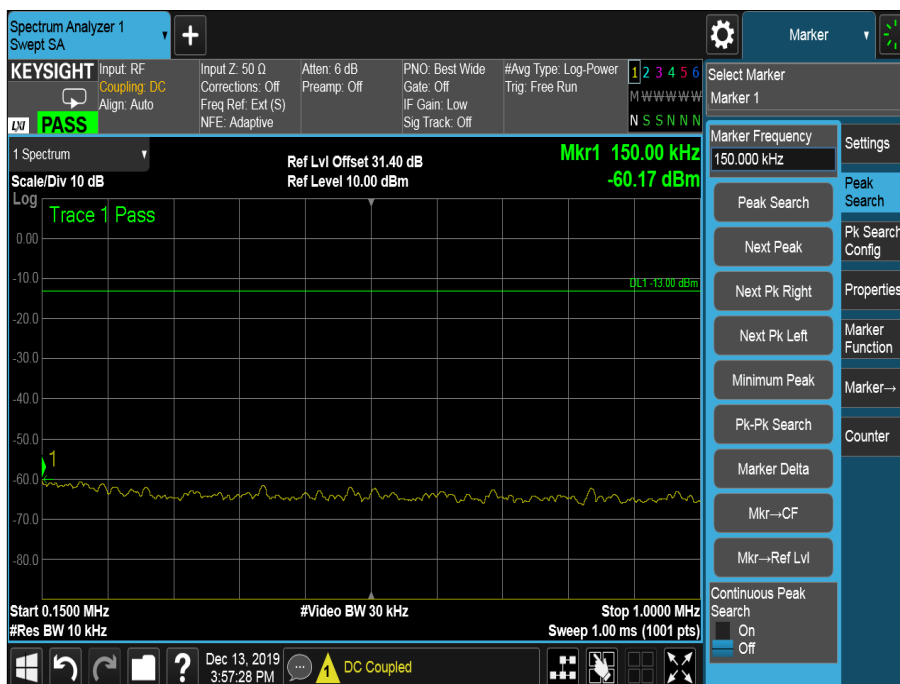 Spectrum Analyzer 1
Swept SA
+
Marker
KEYSIGHT
LXI PASS
Input: RF
Coupling: DC
Align: Auto
Input Z: 50 Ω
Corrections: Off
Freq Ref: Ext (S)
NFE: Adaptive
Atten: 6 dB
Preamp: Off
PNO: Best Wide
Gate: Off
IF Gain: Low
Sig Track: Off
#Avg Type: Log-Power
Trig: Free Run
1 2 3 4 5 6
M W W W W W
N S S N N N
Select Marker
Marker 1
1 Spectrum
Scale/Div 10 dB
Ref Lvl Offset 31.40 dB
Ref Level 10.00 dBm
Mkr1 150.00 kHz
-60.17 dBm
Log
Trace 1 Pass
0.00
-10.0
DL1 -13.00 dBm
-20.0
-30.0
-40.0
-50.0
1
-60.0
-70.0
-80.0
Start 0.1500 MHz
#Res BW 10 kHz
#Video BW 30 kHz
Stop 1.0000 MHz
Sweep 1.00 ms (1001 pts)
Marker Frequency
150.000 kHz
Peak Search
Next Peak
Next Pk Right
Next Pk Left
Minimum Peak
Pk-Pk Search
Marker Delta
Mkr→CF
Mkr→Ref Lvl
Continuous Peak
Search
On
Off
Settings
Peak
Search
Pk Search
Config
Properties
Marker
Function
Marker→
Counter
?
Dec 13, 2019
3:57:28 PM
1
DC Coupled